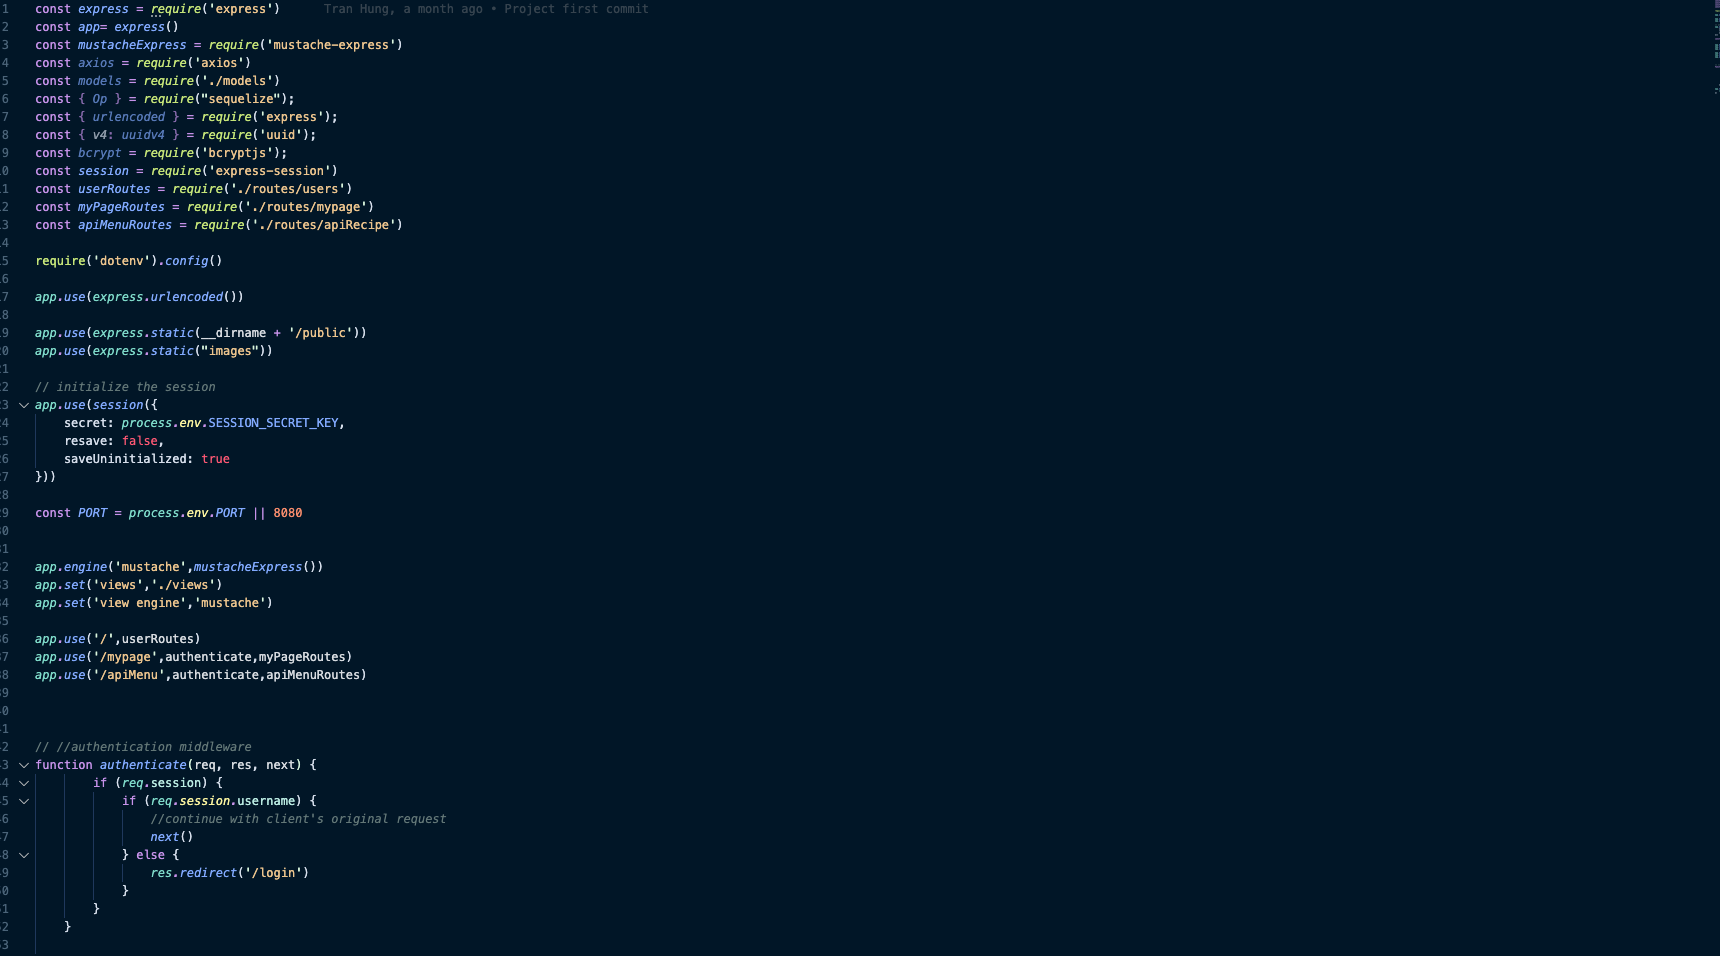 1 const express = require('express') Tran Hung, a month ago • Project first commit
2 const app= express()
3 const mustacheExpress = require('mustache-express')
4 const axios = require('axios')
5 const models = require('./models')
6 const { Op } = require("sequelize");
7 const { urlencoded } = require('express');
8 const { v4: uuidv4 } = require('uuid');
9 const bcrypt = require('bcryptjs');
0 const session = require('express-session')
1 const userRoutes = require('./routes/users')
2 const myPageRoutes = require('./routes/mypage')
3 const apiMenuRoutes = require('./routes/apiRecipe')
4
5 require('dotenv').config()
6
7 app.use(express.urlencoded())
8
9 app.use(express.static(__dirname + '/public'))
0 app.use(express.static("images"))
1
2 // initialize the session
3 app.use(session({
4 secret: process.env.SESSION_SECRET_KEY,
5 resave: false,
6 saveUninitialized: true
7 }))
8
9 const PORT = process.env.PORT || 8080
0
1
2 app.engine('mustache',mustacheExpress())
3 app.set('views','./views')
4 app.set('view engine','mustache')
5
6 app.use('/',userRoutes)
7 app.use('/mypage',authenticate,myPageRoutes)
8 app.use('/apiMenu',authenticate,apiMenuRoutes)
9
0
1
2 // //authentication middleware
3 function authenticate(req, res, next) {
4 if (req.session) {
5 if (req.session.username) {
6 //continue with client's original request
7 next()
8 } else {
9 res.redirect('/login')
0 }
1 }
2 }
3